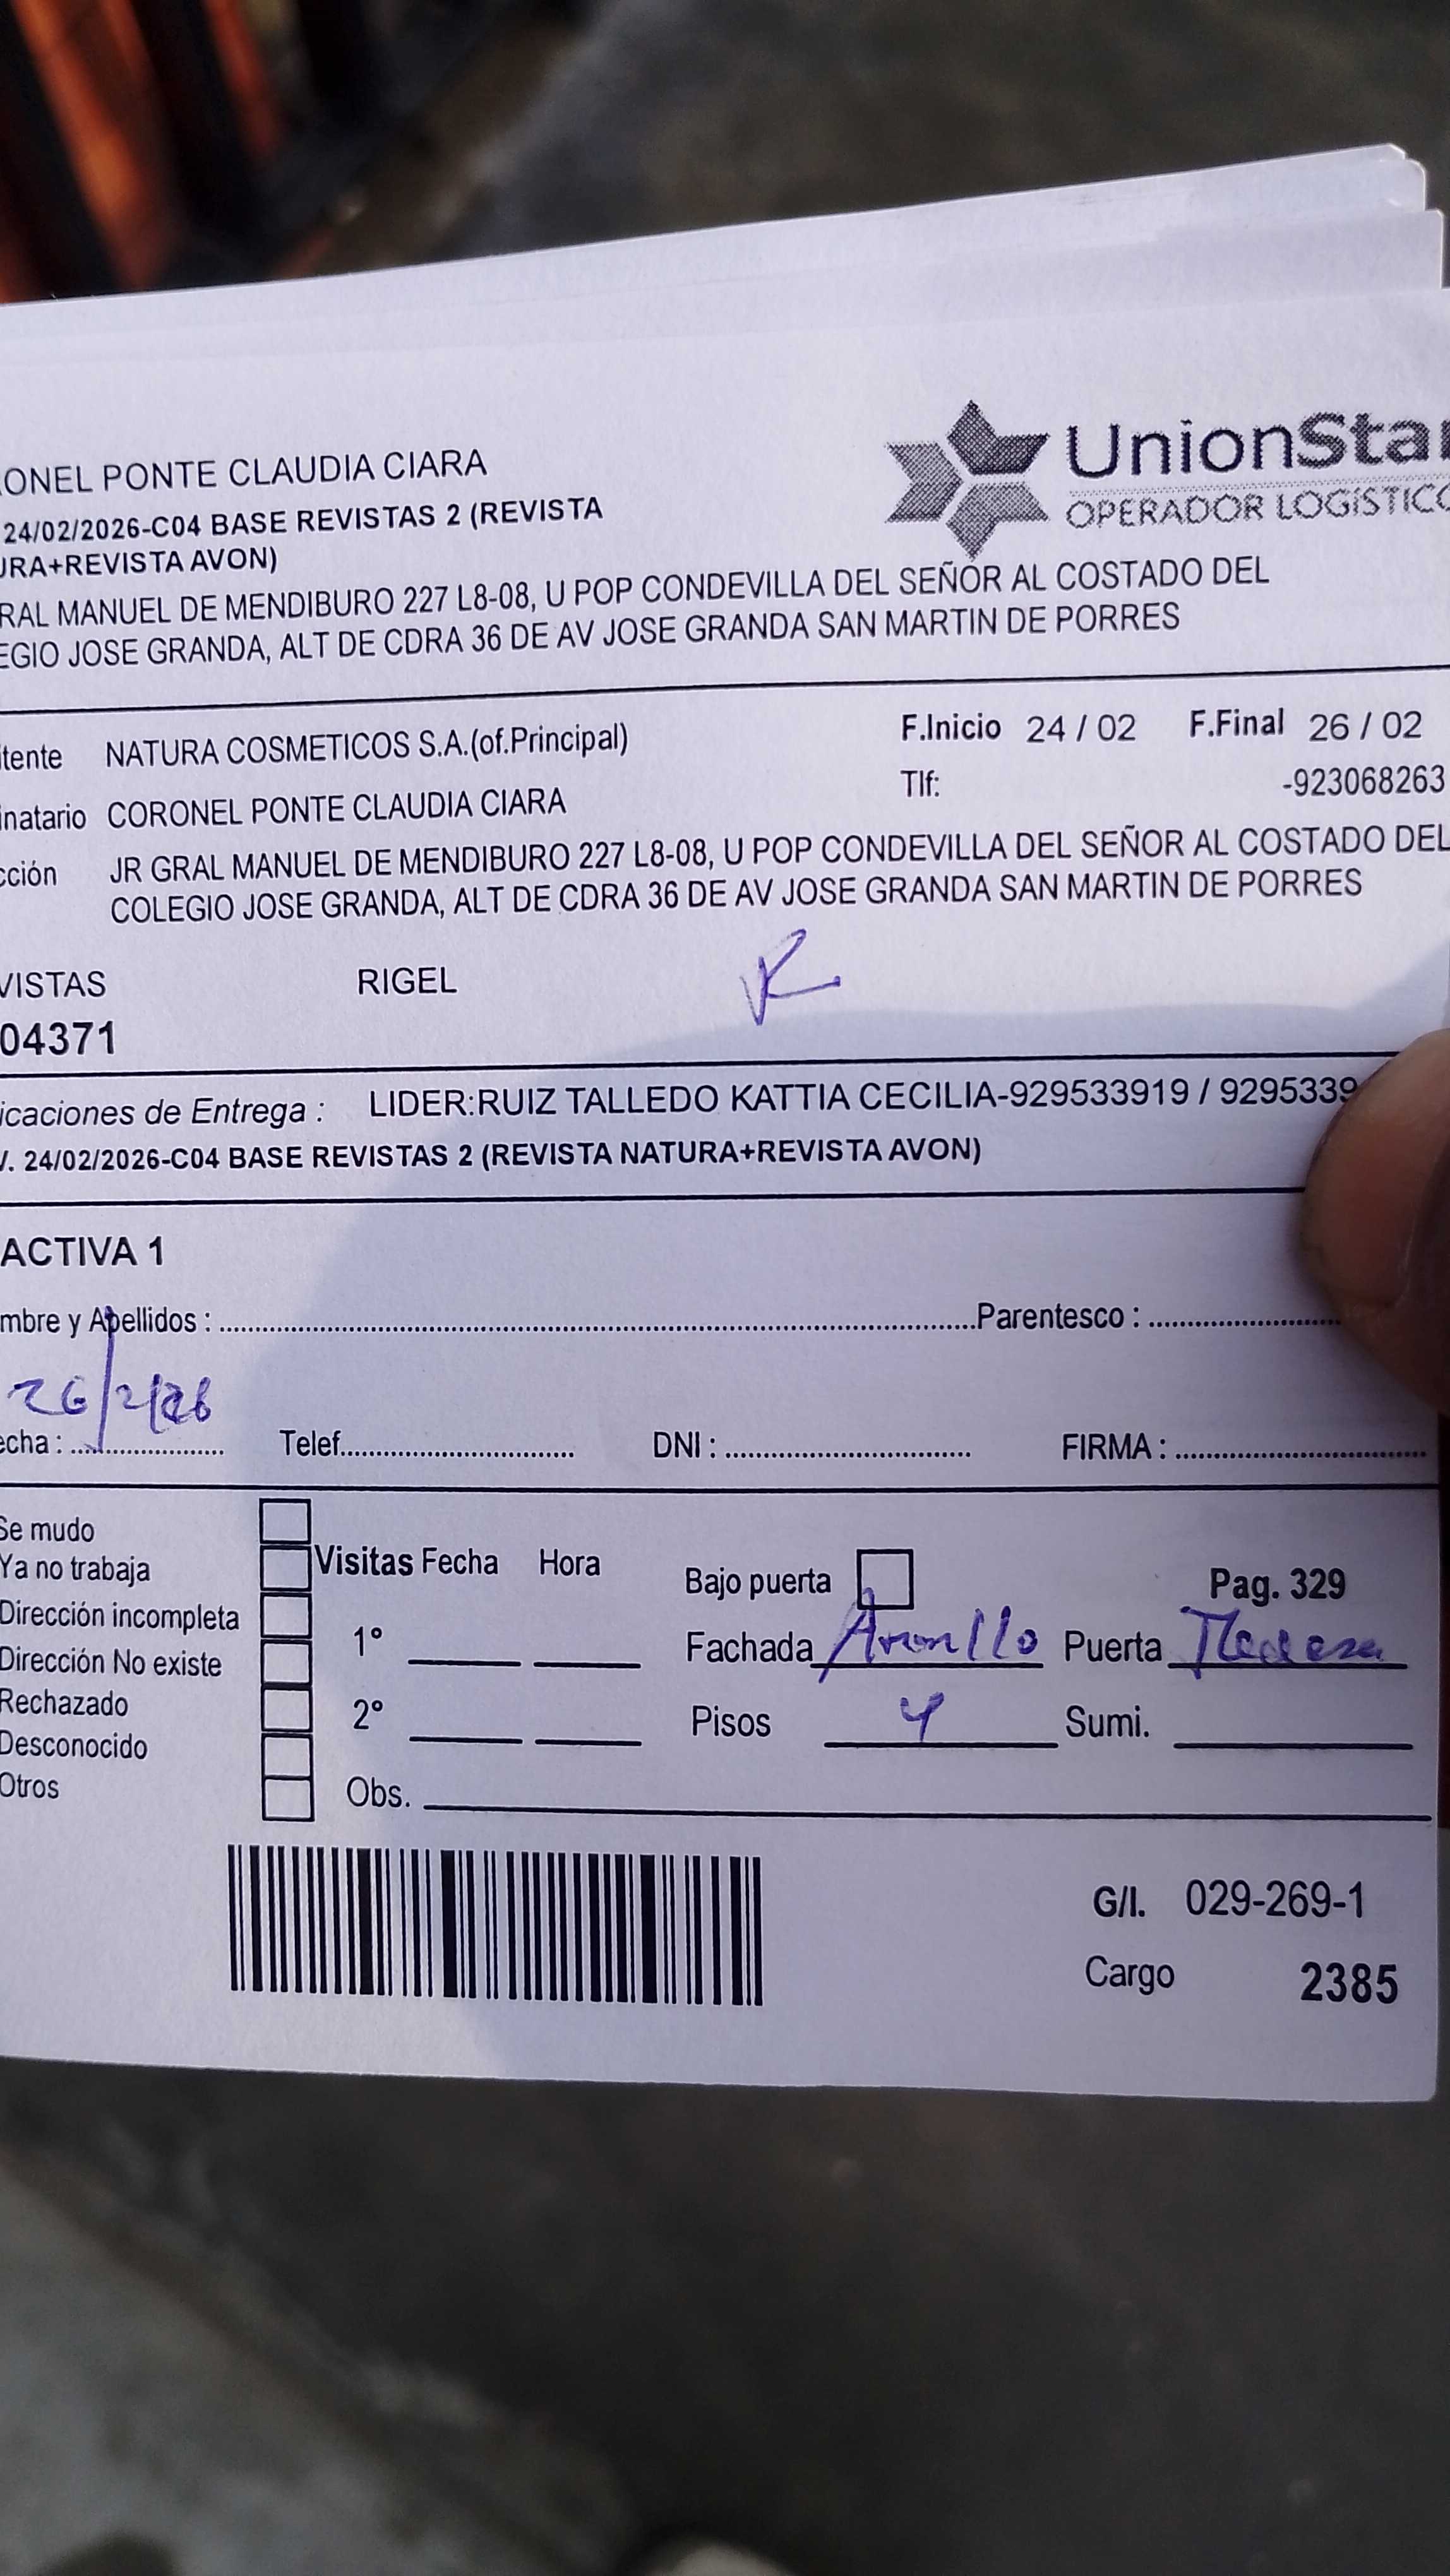 ONEL PONTE CLAUDIA CIARA
UnionStar
OPERADOR LOGÍSTICO
24/02/2026-C04 BASE REVISTAS 2 (REVISTA
URA+REVISTA AVON)
RAL MANUEL DE MENDIBURO 227 L8-08, U POP CONDEVILLA DEL SEÑOR AL COSTADO DEL
EGIO JOSE GRANDA, ALT DE CDRA 36 DE AV JOSE GRANDA SAN MARTIN DE PORRES
itente NATURA COSMETICOS S.A.(of.Principal) F.Inicio 24 / 02 F.Final 26 / 02
inatario CORONEL PONTE CLAUDIA CIARA Tlf: -923068263
cción JR GRAL MANUEL DE MENDIBURO 227 L8-08, U POP CONDEVILLA DEL SEÑOR AL COSTADO DEL
COLEGIO JOSE GRANDA, ALT DE CDRA 36 DE AV JOSE GRANDA SAN MARTIN DE PORRES
VISTAS RIGEL
04371
icaciones de Entrega : LIDER:RUIZ TALLEDO KATTIA CECILIA-929533919 / 9295339
V. 24/02/2026-C04 BASE REVISTAS 2 (REVISTA NATURA+REVISTA AVON)
ACTIVA 1
mbre y Apellidos : Parentesco :
26/2/26
echa : Telef. DNI : FIRMA :
Se mudo
Ya no trabaja
Dirección incompleta
Dirección No existe
Rechazado
Desconocido
Otros
Visitas Fecha Hora
1°
2°
Obs.
Bajo puerta Pag. 329
Fachada Puerta
Pisos 4 Sumi.
G/I. 029-269-1
Cargo 2385